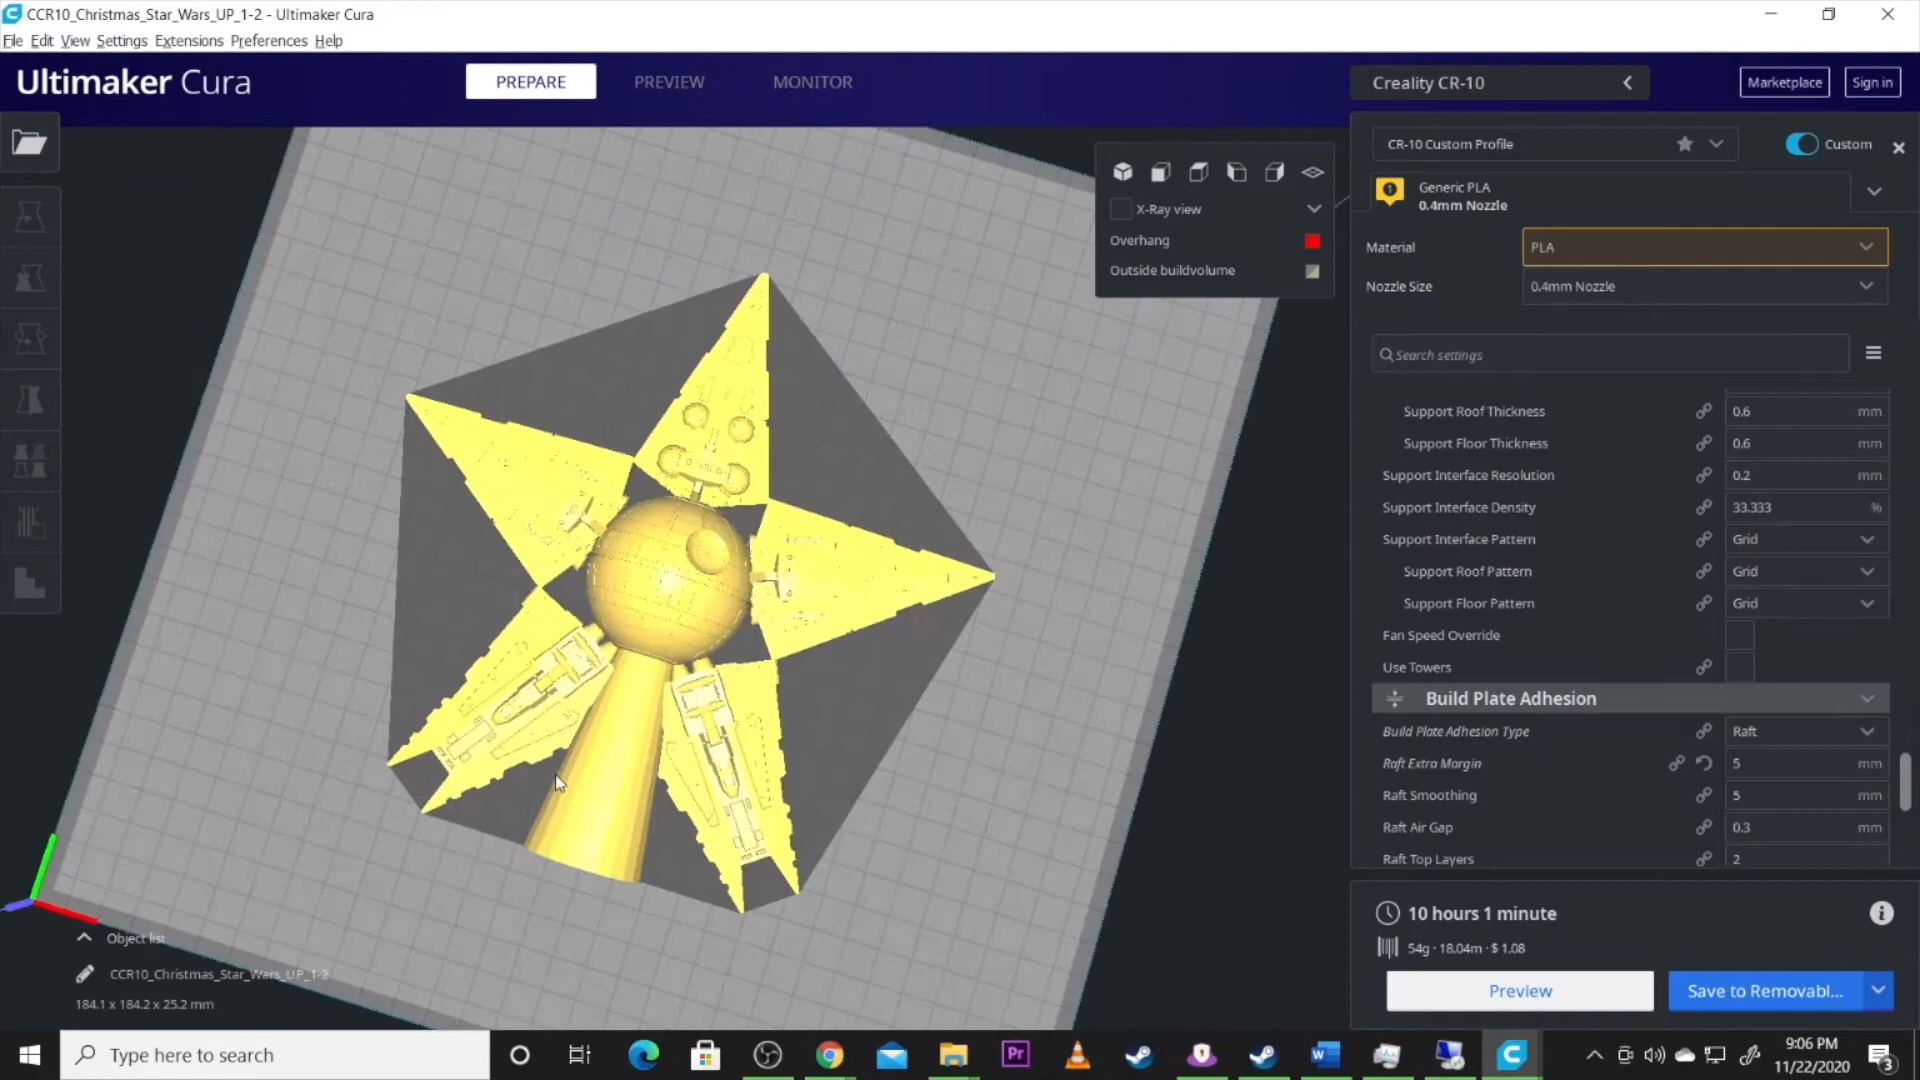 CCR10_Christmas_Star_Wars_UP_1-2 - Ultimaker Cura
File Edit View Settings Extensions Preferences Help
Ultimaker Cura
PREPARE
PREVIEW
MONITOR
Creality CR-10
Marketplace
Sign in
CR-10 Custom Profile
Custom
1
Generic PLA
0.4mm Nozzle
Material
PLA
Nozzle Size
0.4mm Nozzle
Search settings
X-Ray view
Overhang
Outside buildvolume
Support Roof Thickness 0.6 mm
Support Floor Thickness 0.6 mm
Support Interface Resolution 0.2 mm
Support Interface Density 33.333 %
Support Interface Pattern Grid
Support Roof Pattern Grid
Support Floor Pattern Grid
Fan Speed Override
Use Towers
Build Plate Adhesion
Build Plate Adhesion Type Raft
Raft Extra Margin 5 mm
Raft Smoothing 5 mm
Raft Air Gap 0.3 mm
Raft Top Layers 2
10 hours 1 minute
54g · 18.04m · $ 1.08
Preview
Save to Removabl...
Object list
CCR10_Christmas_Star_Wars_UP_1-2
184.1 x 184.2 x 25.2 mm
Type here to search
Pr
9:06 PM
11/22/2020
3